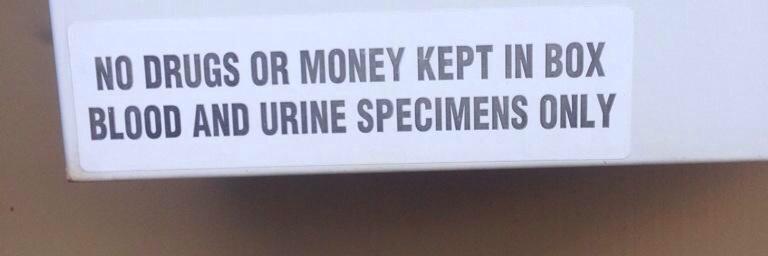 NO DRUGS OR MONEY KEPT IN BOX
BLOOD AND URINE SPECIMENS ONLY